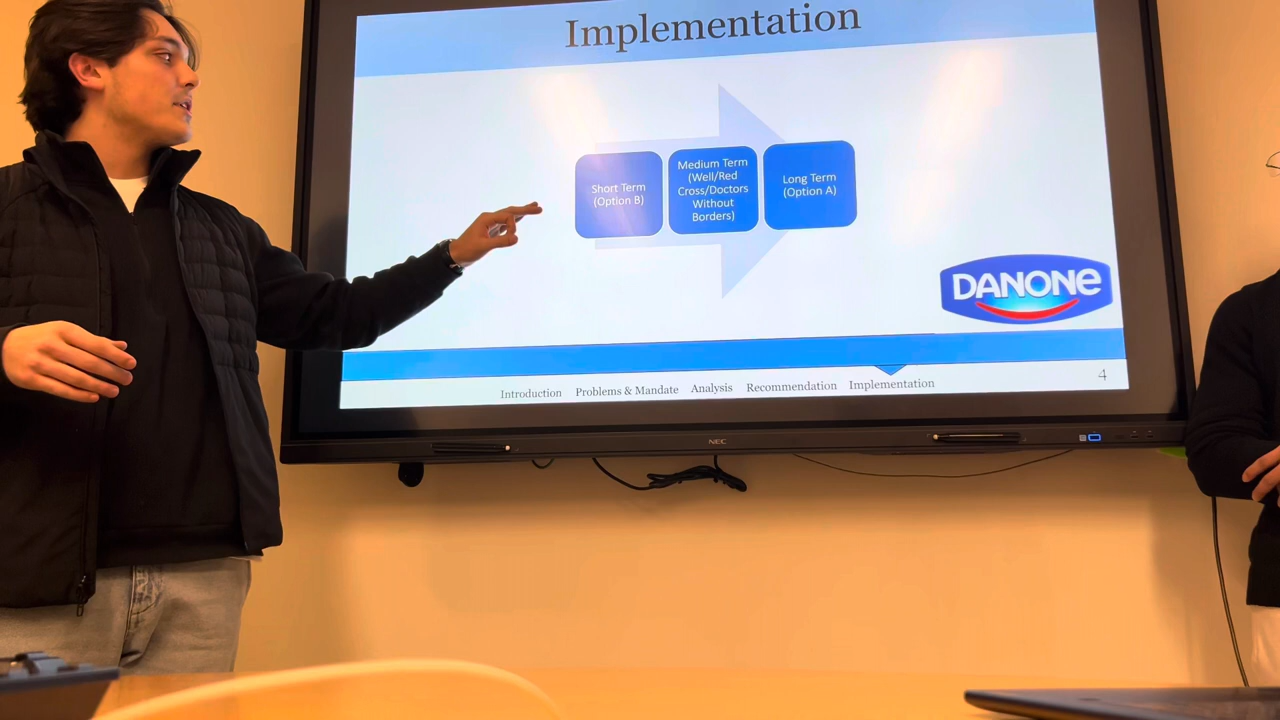 Implementation
Short Term
(Option B)
Medium Term
(Well/Red
Cross/Doctors
Without
Borders)
Long Term
(Option A)
DANONE
Introduction Problems & Mandate Analysis Recommendation Implementation
4
NEC